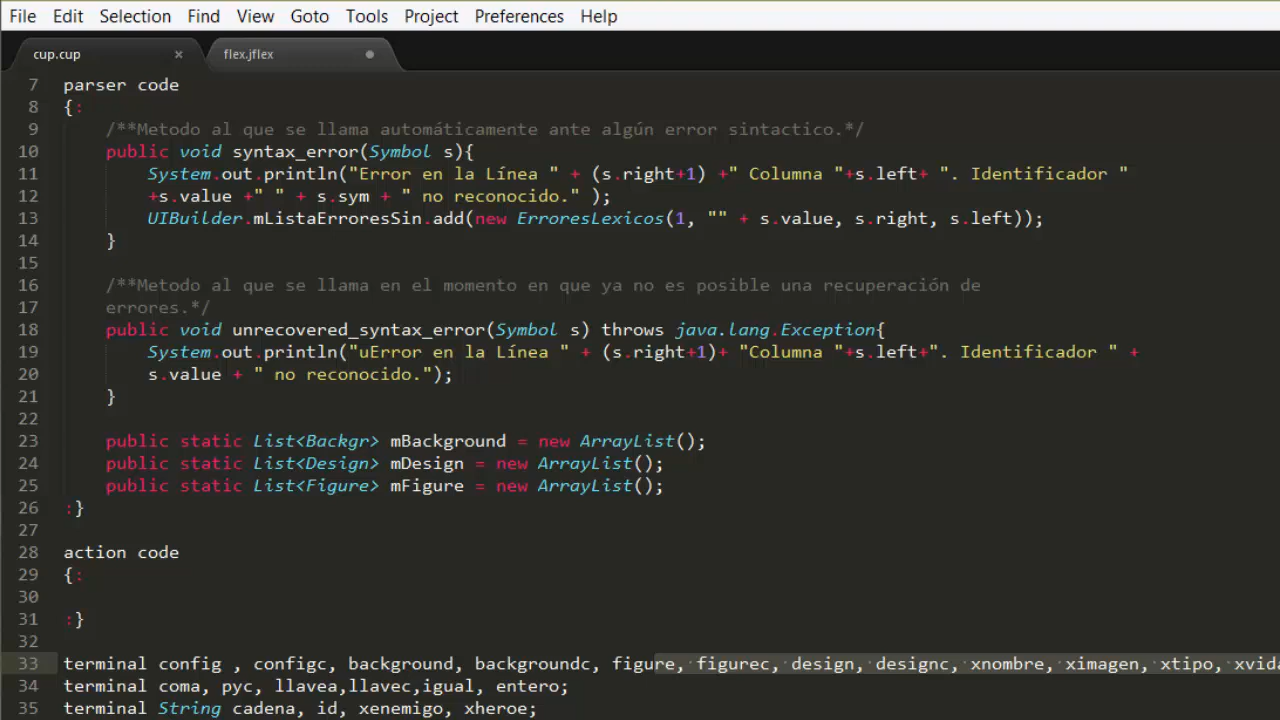 File Edit Selection Find View Goto Tools Project Preferences Help
cup.cup × flex.jflex
7 parser code
8 {:
9 /**Metodo al que se llama automáticamente ante algún error sintactico.*/
10 public void syntax_error(Symbol s){
11 System.out.println("Error en la Línea " + (s.right+1) +" Columna "+s.left+ ". Identificador "
12 +s.value +" " + s.sym + " no reconocido." );
13 UIBuilder.mListaErroresSin.add(new ErroresLexicos(1, "" + s.value, s.right, s.left));
14 }
15
16 /**Metodo al que se llama en el momento en que ya no es posible una recuperación de
17 errores.*/
18 public void unrecovered_syntax_error(Symbol s) throws java.lang.Exception{
19 System.out.println("uError en la Línea " + (s.right+1)+ "Columna "+s.left+". Identificador " +
20 s.value + " no reconocido.");
21 }
22
23 public static List<Backgr> mBackground = new ArrayList();
24 public static List<Design> mDesign = new ArrayList();
25 public static List<Figure> mFigure = new ArrayList();
26 :}
27
28 action code
29 {:
30
31 :}
32
33 terminal config , configc, background, backgroundc, figure, figurec, design, designc, xnombre, ximagen, xtipo, xvida
34 terminal coma, pyc, llavea,llavec,igual, entero;
35 terminal String cadena, id, xenemigo, xheroe;